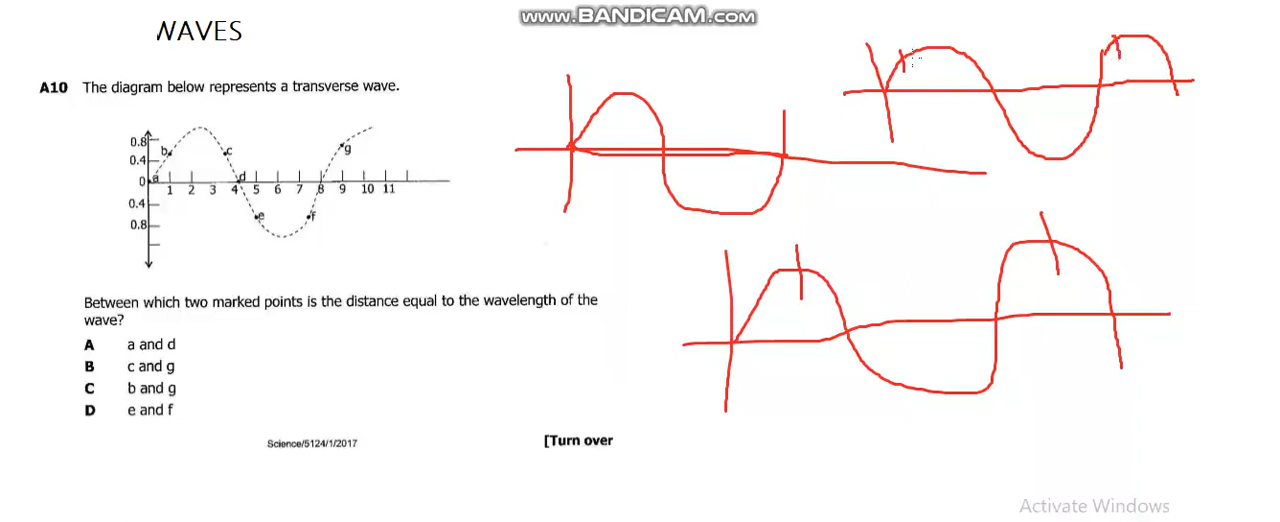 www.BANDICAM.com
WAVES
A10 The diagram below represents a transverse wave.
0.8
0.4
0
0.4
0.8
a
b
c
d
e
f
g
1 2 3 4 5 6 7 8 9 10 11
Between which two marked points is the distance equal to the wavelength of the
wave?
A a and d
B c and g
C b and g
D e and f
Science/5124/1/2017
[Turn over
Activate Windows